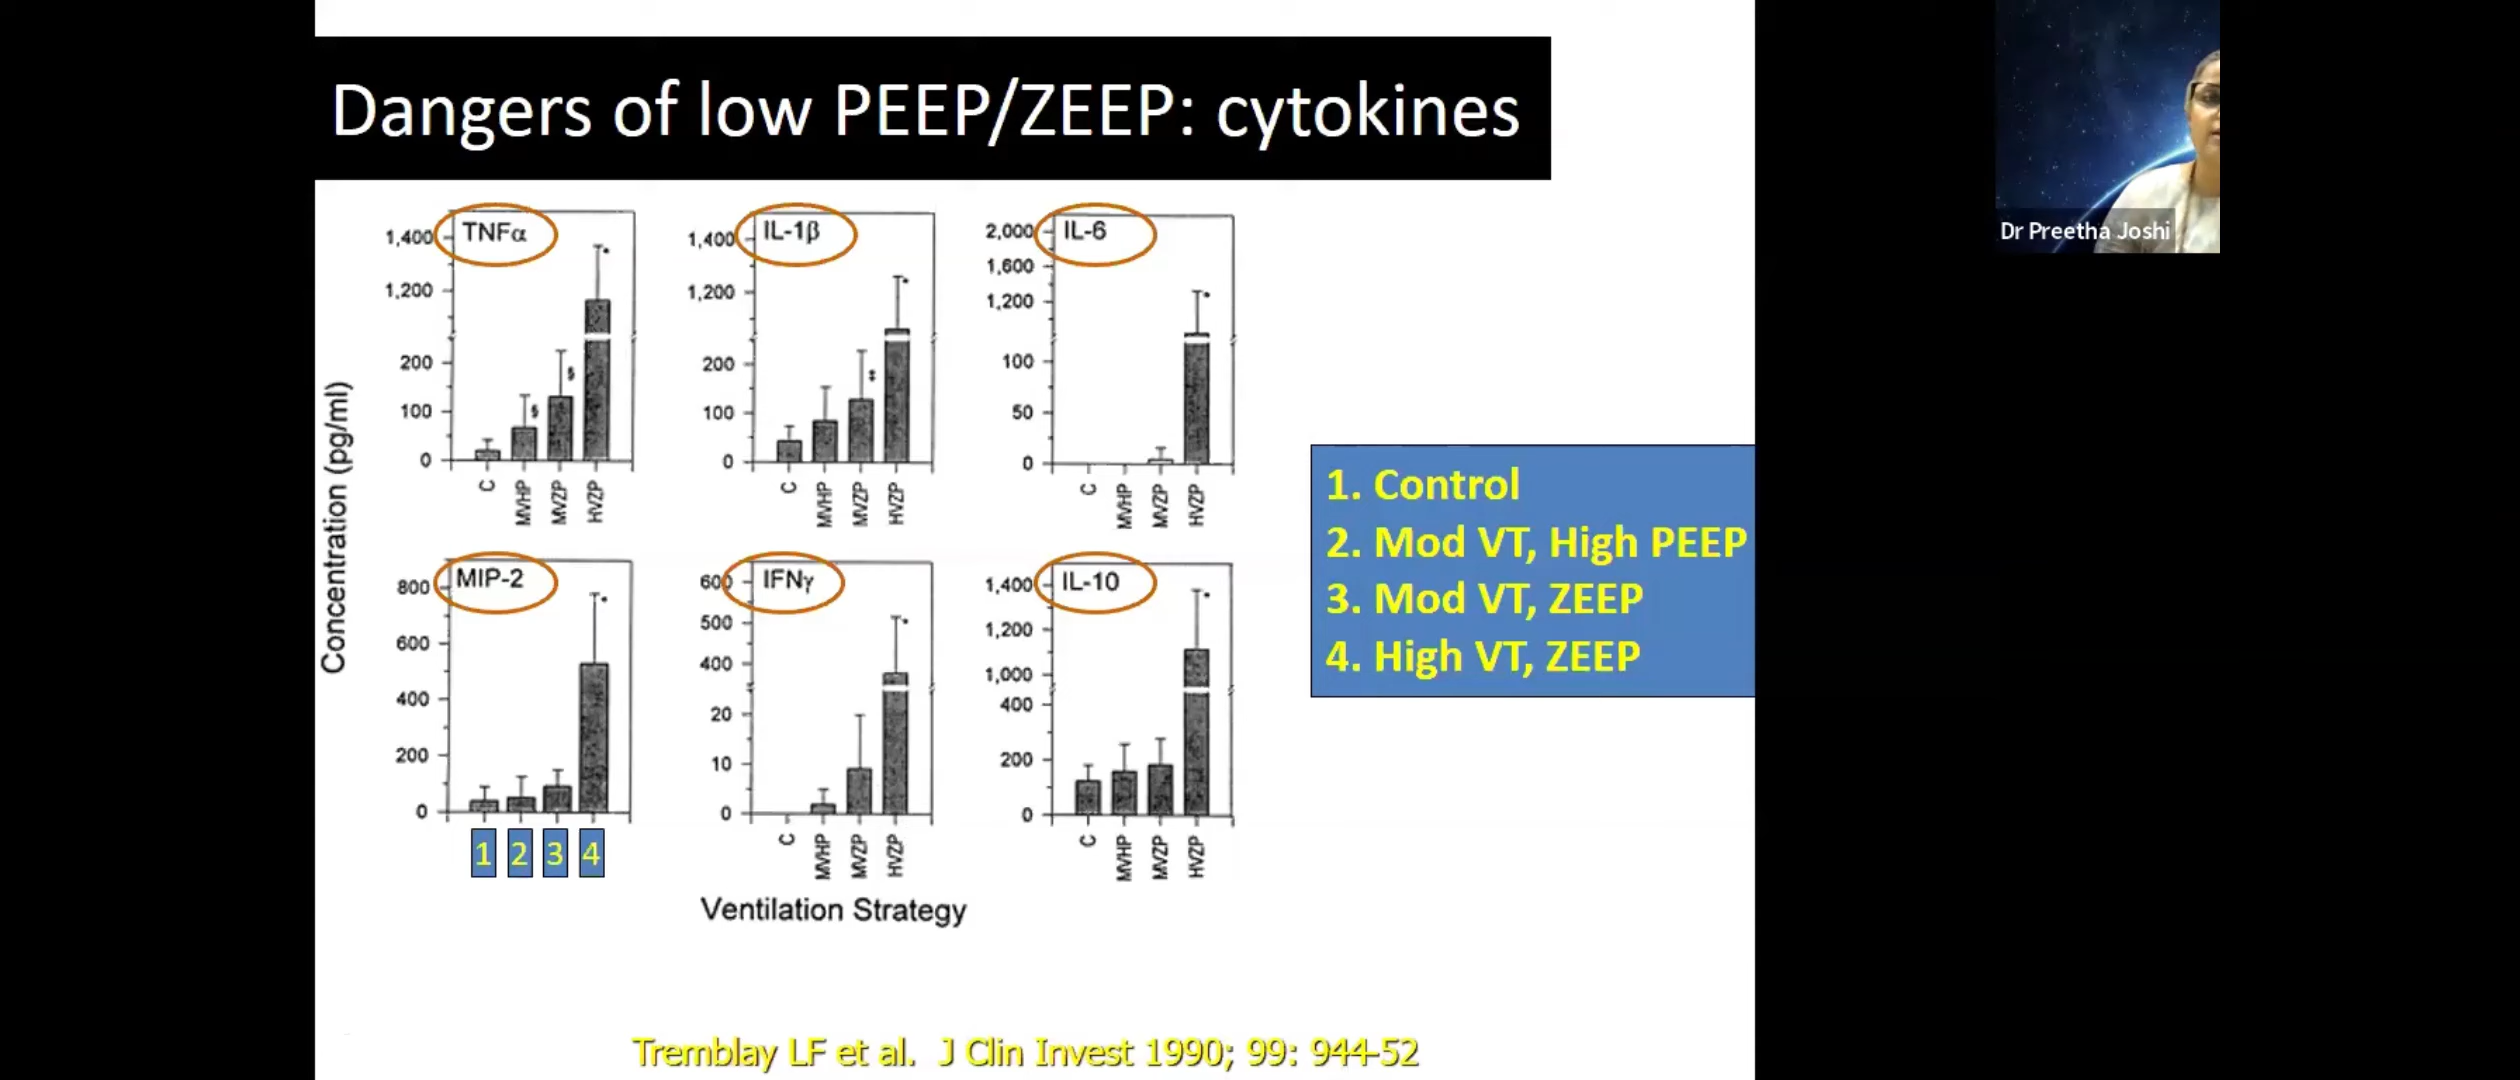 Dangers of low PEEP/ZEEP: cytokines
Dr Preetha Joshi
Concentration (pg/ml)
TNFα
1,400
1,200
200
100
0
§
§
*
C
MVHP
MVZP
HVZP
IL-1β
1,400
1,200
200
100
0
‡
*
C
MVHP
MVZP
HVZP
IL-6
2,000
1,600
1,200
100
50
0
*
C
MVHP
MVZP
HVZP
MIP-2
800
600
400
200
0
*
1 2 3 4
IFNγ
600
500
400
20
10
0
*
C
MVHP
MVZP
HVZP
IL-10
1,400
1,200
1,000
400
200
0
*
C
MVHP
MVZP
HVZP
Ventilation Strategy
1. Control
2. Mod VT, High PEEP
3. Mod VT, ZEEP
4. High VT, ZEEP
Tremblay LF et al. J Clin Invest 1990; 99: 944-52